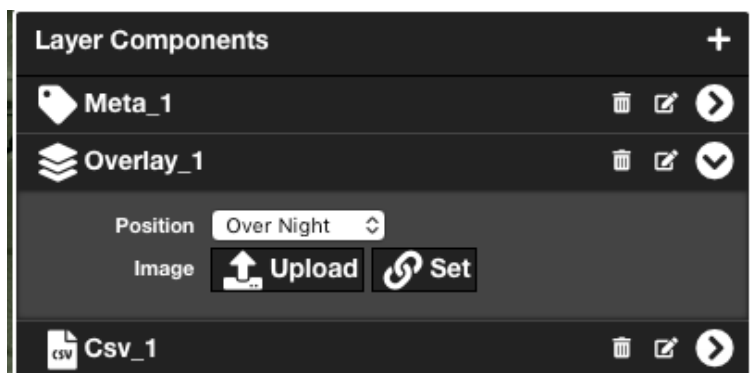 Layer Components
Meta_1
Overlay_1
Position Over Night
Image Upload Set
CSV Csv_1